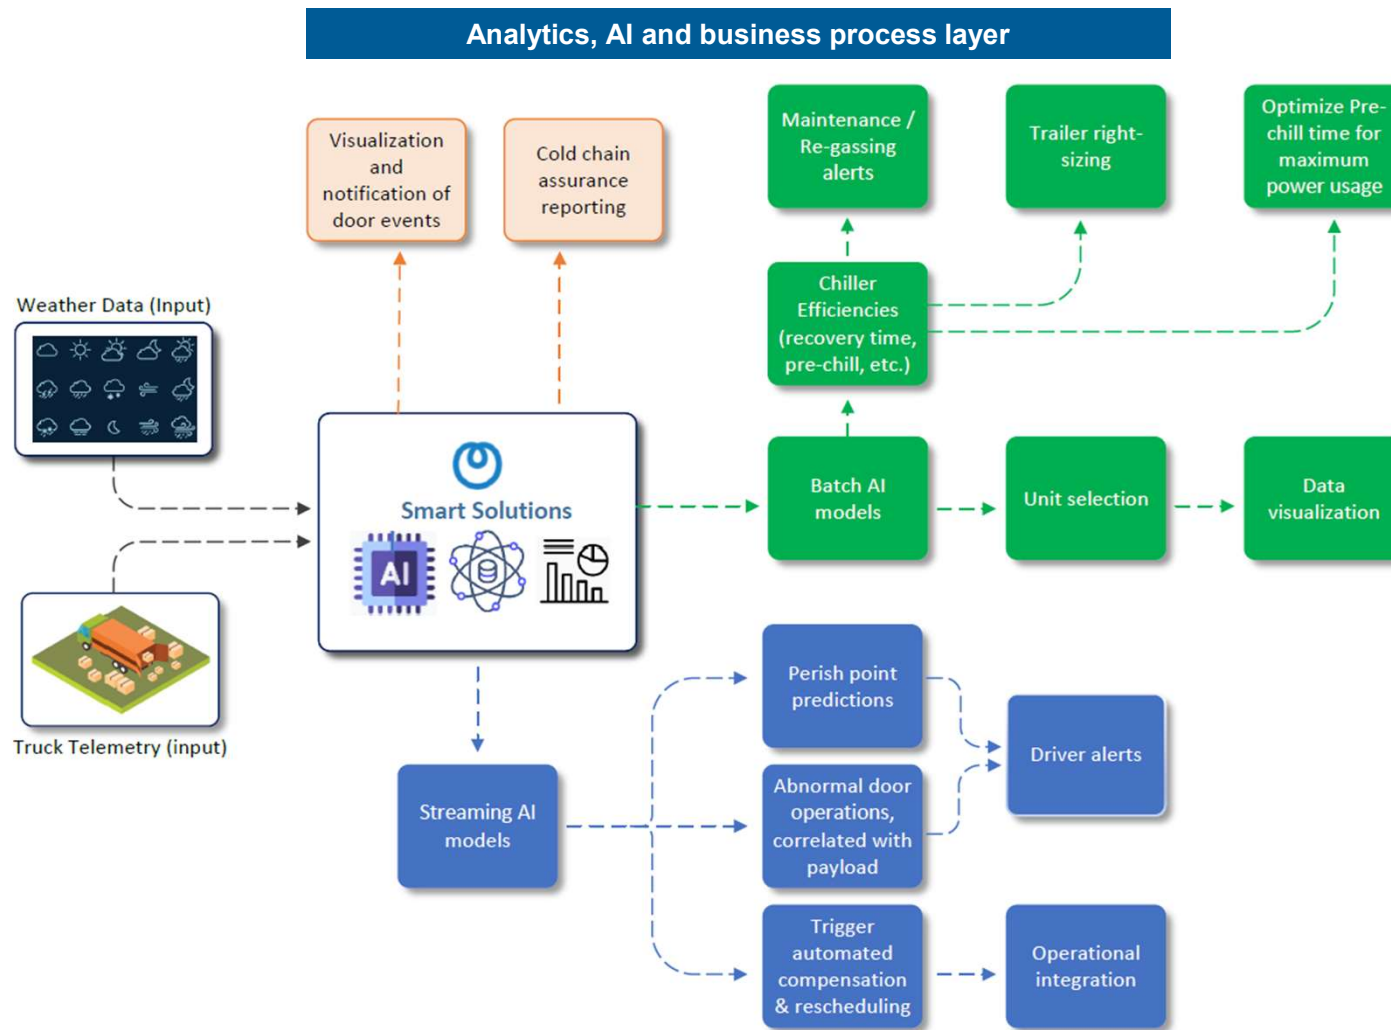 Analytics, AI and business process layer
Visualization
and
notification of
door events
Cold chain
assurance
reporting
Maintenance /
Re-gassing
alerts
Trailer right-
sizing
Optimize Pre-
chill time for
maximum
power usage
Weather Data (Input)
Chiller
Efficiencies
(recovery time,
pre-chill, etc.)
Smart Solutions
AI
Batch AI
models
Unit selection
Data
visualization
Truck Telemetry (input)
Streaming AI
models
Perish point
predictions
Abnormal door
operations,
correlated with
payload
Driver alerts
Trigger
automated
compensation
& rescheduling
Operational
integration